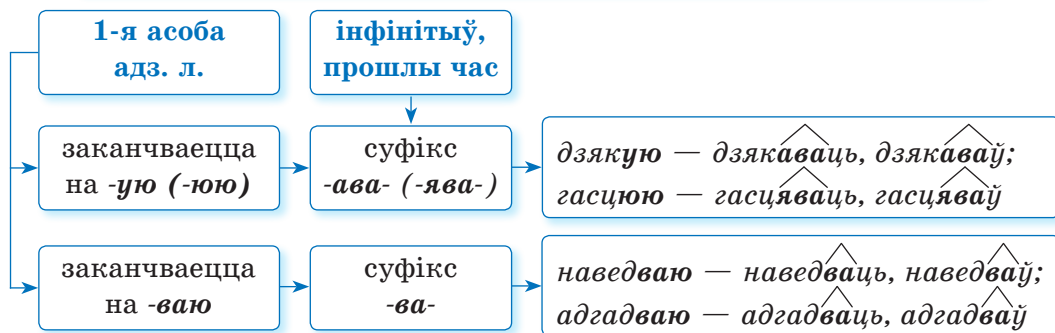 1-я асоба
адз. л.
інфінітыў,
прошлы час
заканчваецца
на -ую (-юю)
суфікс
-ава- (-ява-)
дзякую — дзякаваць, дзякаваў;
гасцюю — гасцяваць, гасцяваў
заканчваецца
на -ваю
суфікс
-ва-
наведваю — наведваць, наведваў;
адгадваю — адгадваць, адгадваў